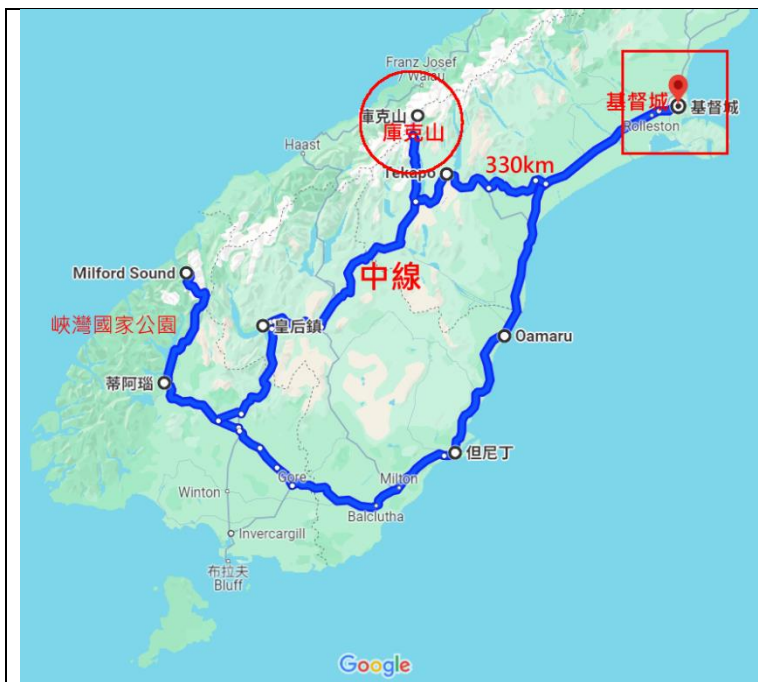 Franz Josef
/ Waiau
庫克山
庫克山
基督城
基督城
Rolleston
Haast
Tekapo
330km
Milford Sound
中線
峽灣國家公園
皇后鎮
Oamaru
蒂阿瑙
但尼丁
Gore
Milton
Winton
Balclutha
Invercargill
布拉夫
Bluff
Google